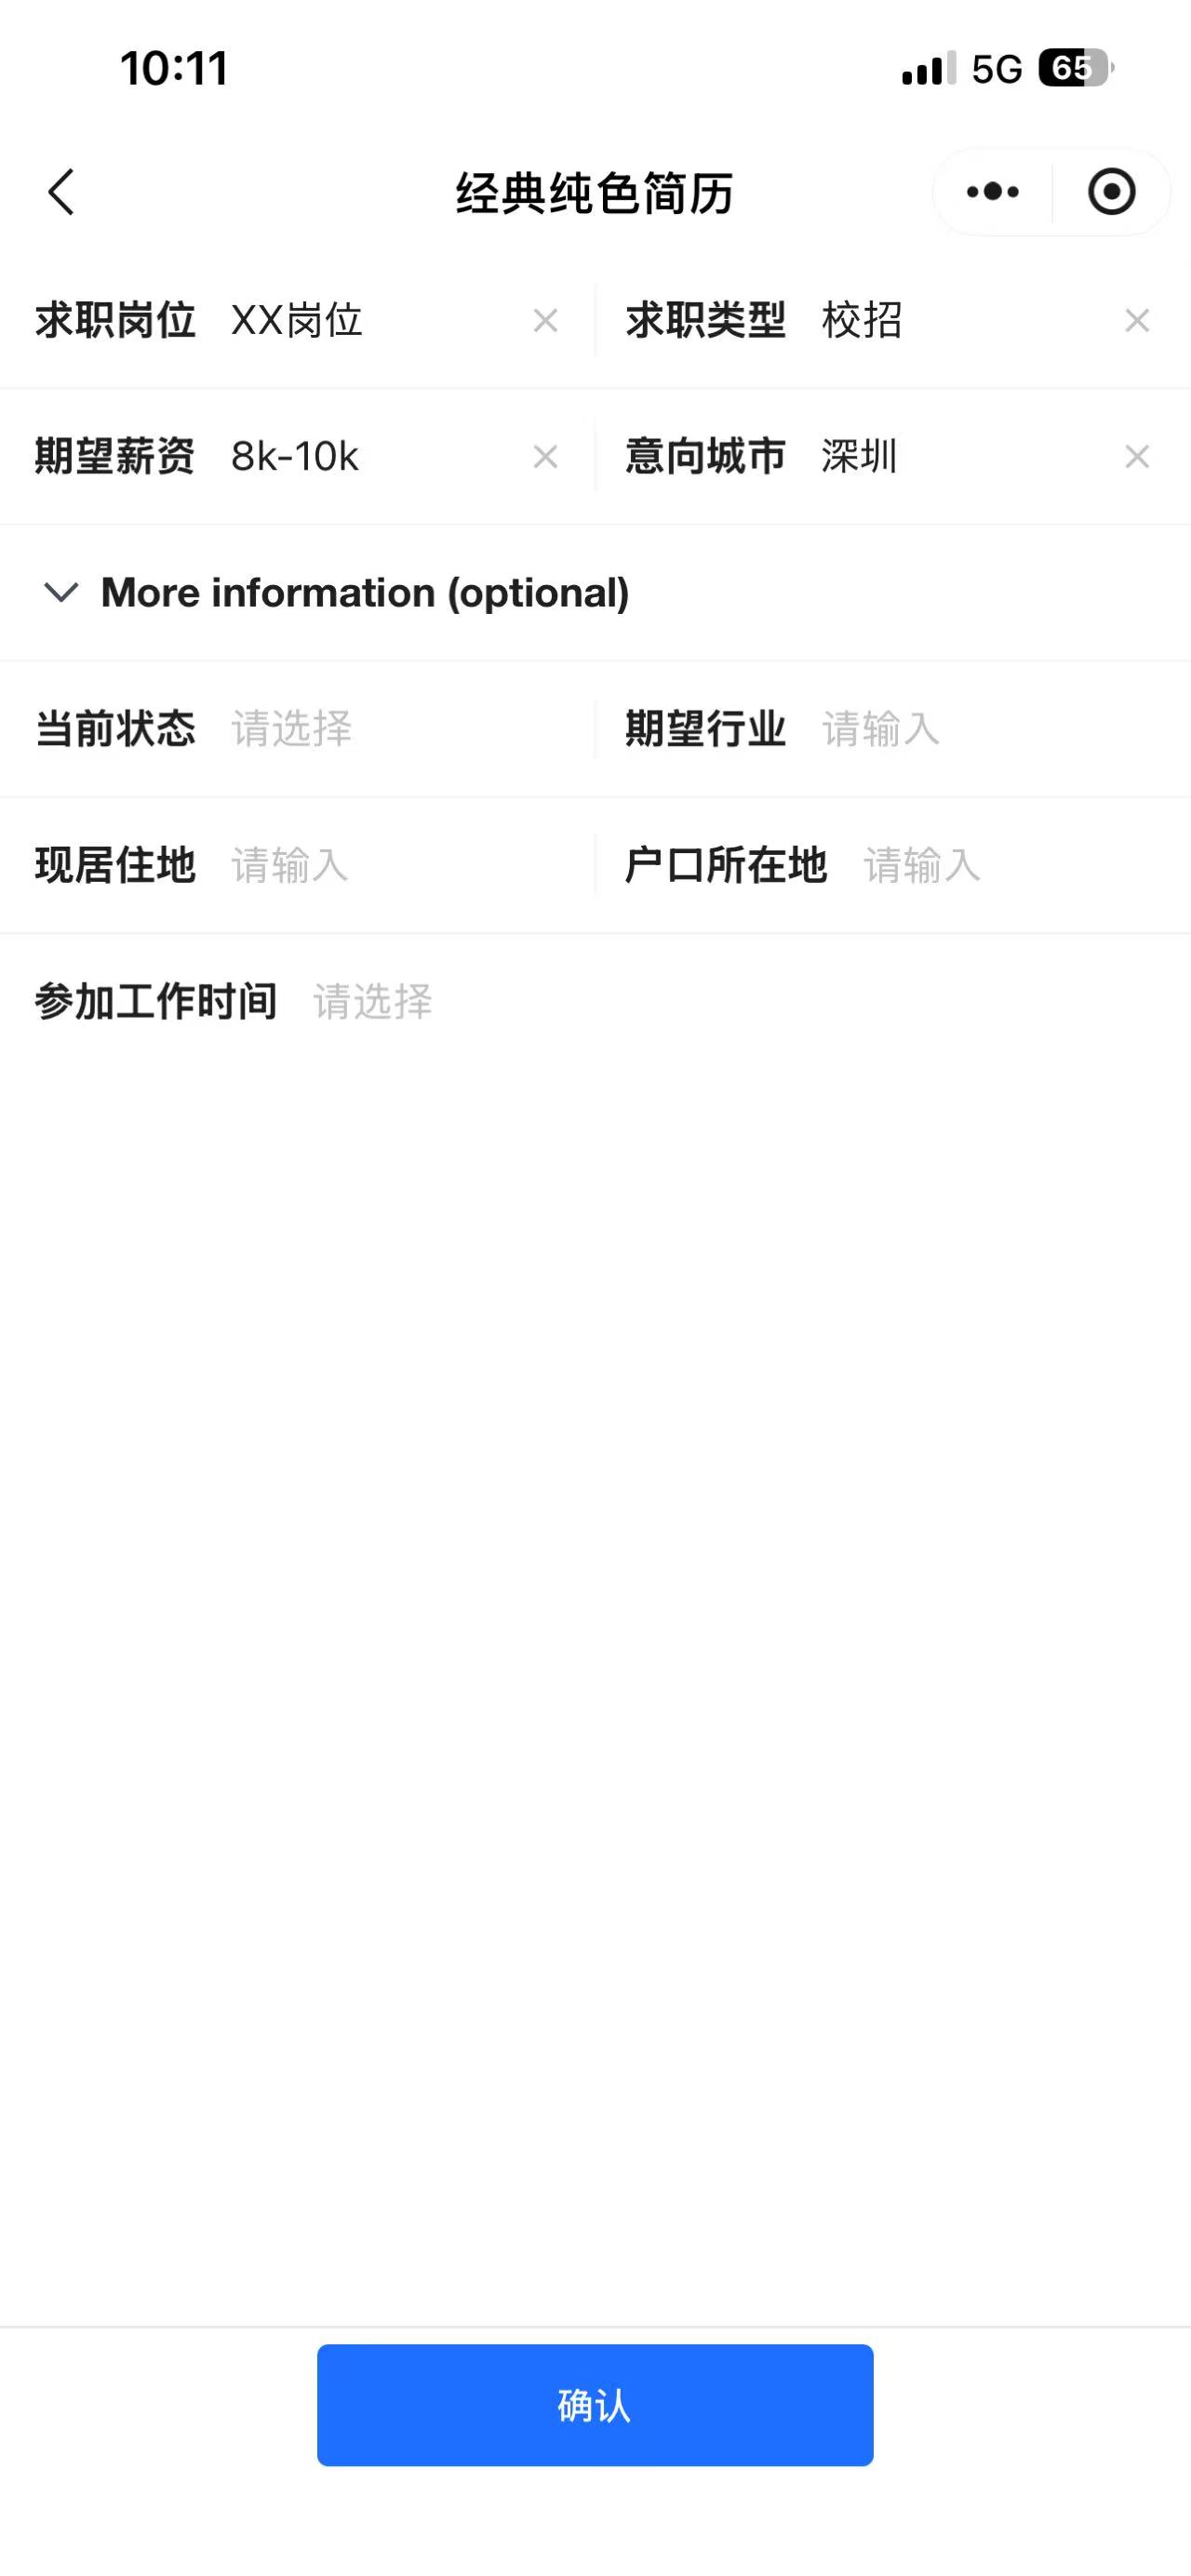 10:11 5G 65
经典纯色简历
求职岗位 XX岗位 求职类型 校招
期望薪资 8k-10k 意向城市 深圳
More information (optional)
当前状态 请选择 期望行业 请输入
现居住地 请输入 户口所在地 请输入
参加工作时间 请选择
确认